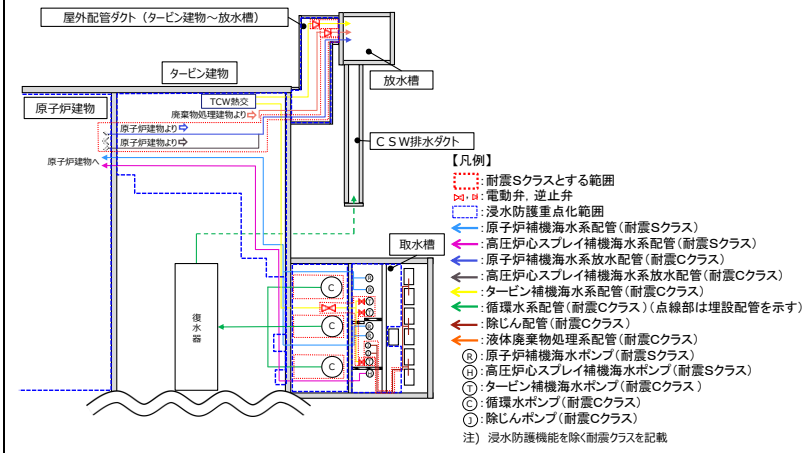 屋外配管ダクト（タービン建物～放水槽）
タービン建物
放水槽
原子炉建物
TCW熱交
廃棄物処理建物より⇨
原子炉建物より⇨
原子炉建物より⇨
原子炉建物へ
ＣＳＷ排水ダクト
取水槽
復水器
C
C
C
R
R
T
T
R
R
T
H
【凡例】
:耐震Sクラスとする範囲
:電動弁，逆止弁
:浸水防護重点化範囲
:原子炉補機海水系配管（耐震Sクラス）
:高圧炉心スプレイ補機海水系配管（耐震Sクラス）
:原子炉補機海水系放水配管（耐震Cクラス）
:高圧炉心スプレイ補機海水系放水配管（耐震Cクラス）
:タービン補機海水系配管（耐震Cクラス）
:循環水系配管（耐震Cクラス）（点線部は埋設配管を示す）
:除じん配管（耐震Cクラス）
:液体廃棄物処理系配管（耐震Cクラス）
R:原子炉補機海水ポンプ（耐震Sクラス）
H:高圧炉心スプレイ補機海水ポンプ（耐震Sクラス）
T:タービン補機海水ポンプ（耐震Cクラス）
C:循環水ポンプ（耐震Cクラス）
J:除じんポンプ（耐震Cクラス）
注）浸水防護機能を除く耐震クラスを記載